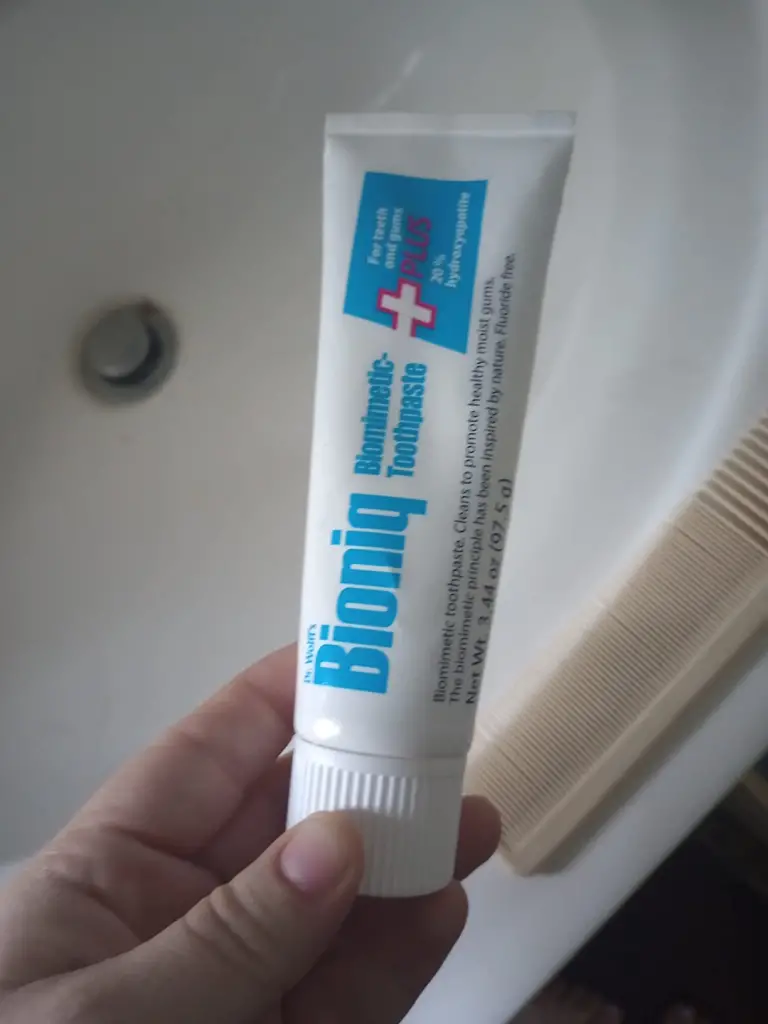 Dr. Wolff's
Bioniq
Biomimetic-
Toothpaste
For teeth
and gums
PLUS
20 %
hydroxyapatite
Biomimetic toothpaste. Cleans to promote healthy moist gums.
The biomimetic principle has been inspired by nature. Fluoride free.
Net Wt. 3.44 oz (97.5 g)